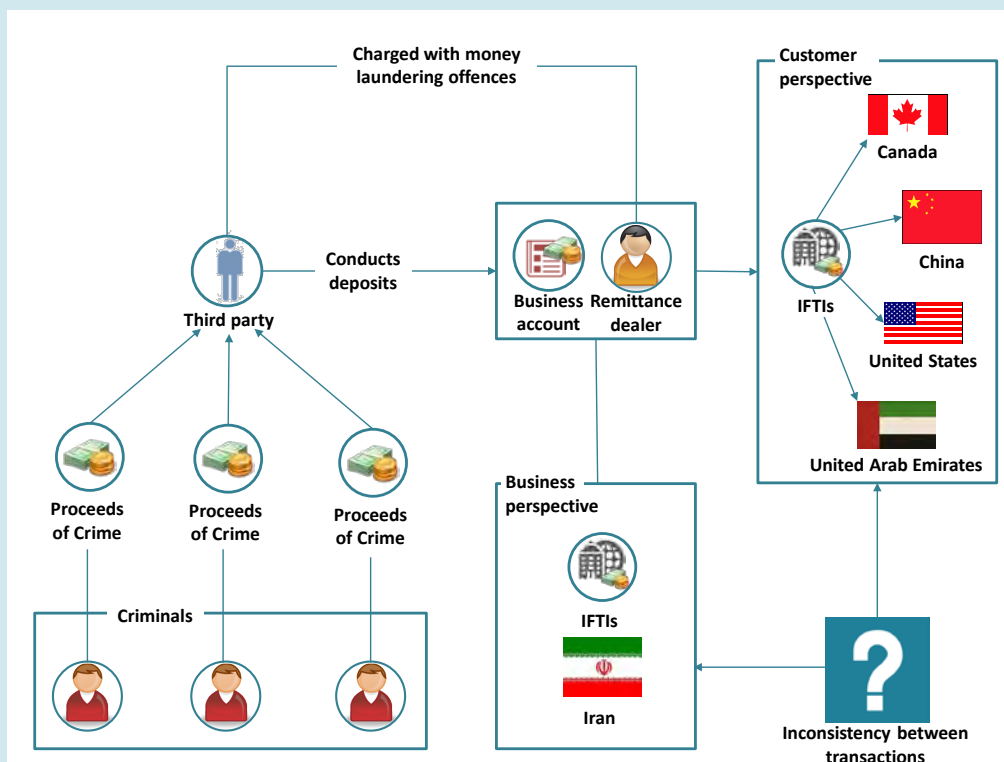 Charged with money
laundering offences
Customer
perspective
Canada
China
IFTIs
United States
United Arab Emirates
Third party
Conducts
deposits
Business
account
Remittance
dealer
Proceeds
of Crime
Proceeds
of Crime
Proceeds
of Crime
Criminals
Business
perspective
IFTIs
Iran
?
Inconsistency between
transactions